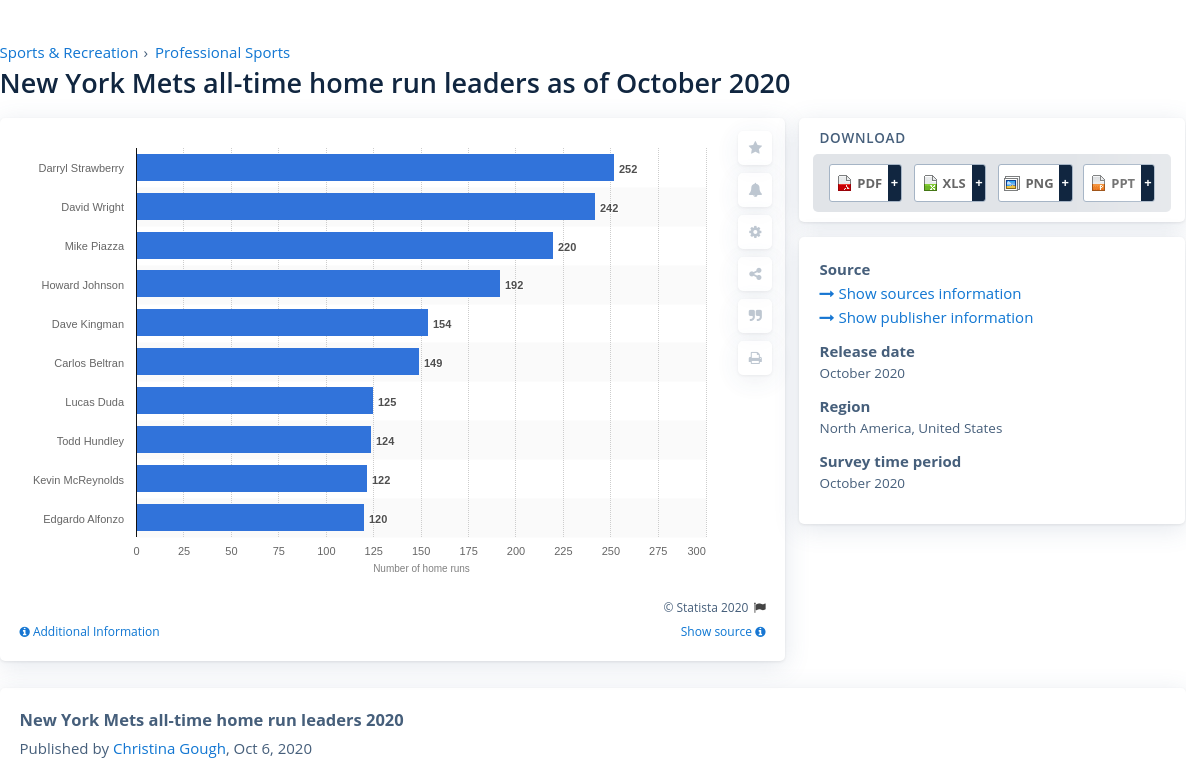 Sports & Recreation › Professional Sports
New York Mets all-time home run leaders as of October 2020
Darryl Strawberry 252
David Wright 242
Mike Piazza 220
Howard Johnson 192
Dave Kingman 154
Carlos Beltran 149
Lucas Duda 125
Todd Hundley 124
Kevin McReynolds 122
Edgardo Alfonzo 120
0 25 50 75 100 125 150 175 200 225 250 275 300
Number of home runs
© Statista 2020
Additional Information
Show source
DOWNLOAD
PDF + XLS + PNG + PPT +
Source
Show sources information
Show publisher information
Release date
October 2020
Region
North America, United States
Survey time period
October 2020
New York Mets all-time home run leaders 2020
Published by Christina Gough, Oct 6, 2020